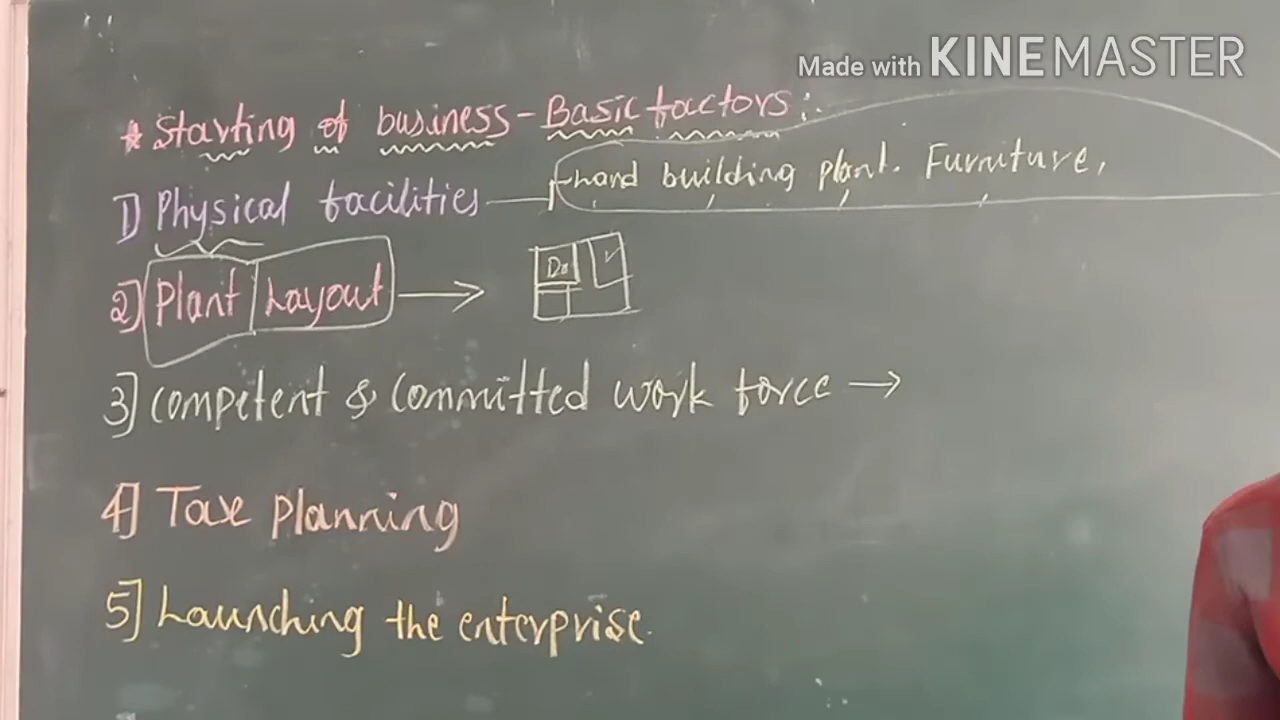 Made with KINEMASTER
* Starting of business - Basic factors :-
1] Physical facilities — Land building plant. Furniture,
2] Plant Layout →
3] Competent & Committed work force →
4] Tax planning
5] Launching the enterprise.